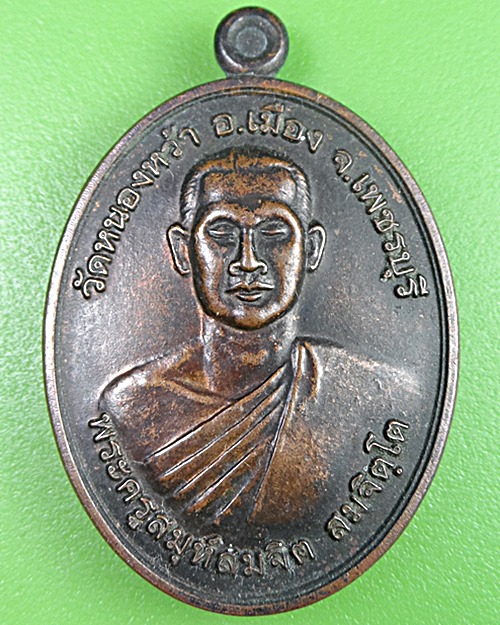 วัดหนองหว้า อ.เมือง จ.เพชรบุรี
พระครูสมุห์สมจิต สมจิตฺโต